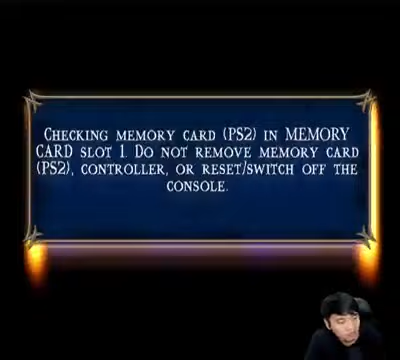 Checking memory card (PS2) in MEMORY
CARD slot 1. Do not remove memory card
(PS2), controller, or reset/switch off the
console.